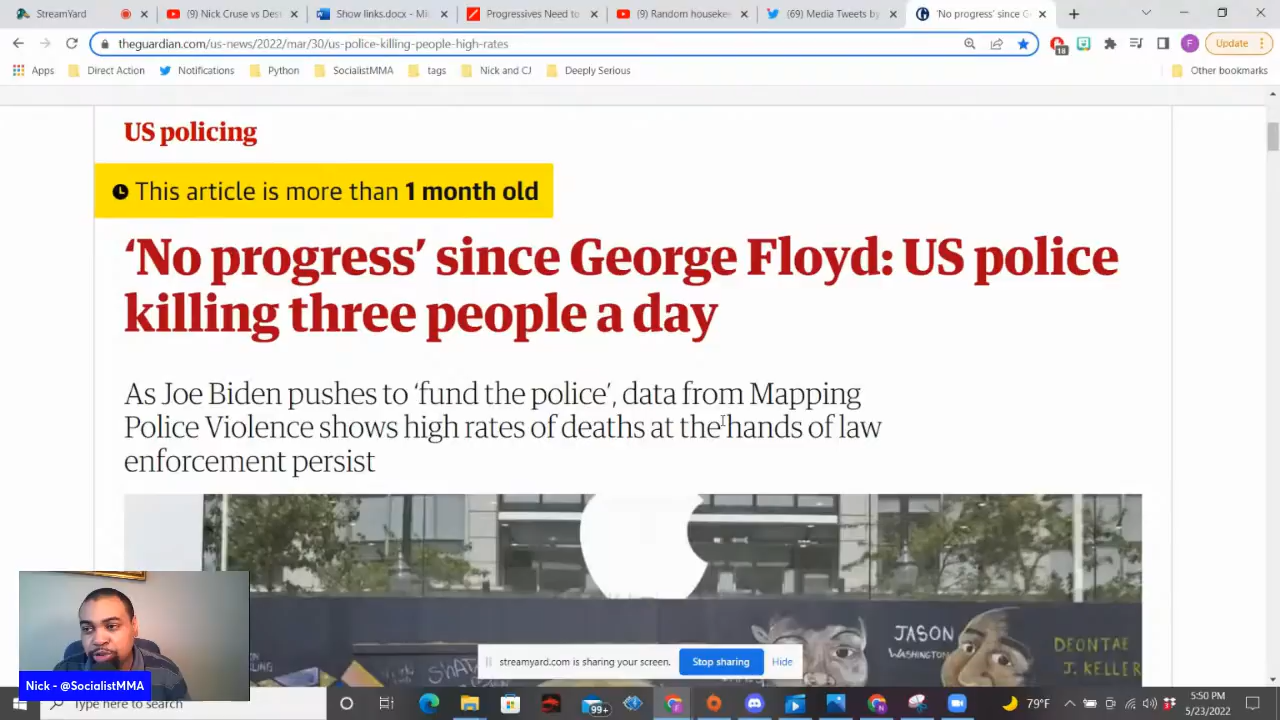 StreamYard
(9) Nick Cruse vs Des
Show links.docx - Mi
Progressives Need to
(9) Random houseke
(69) Media Tweets by
'No progress' since G
theguardian.com/us-news/2022/mar/30/us-police-killing-people-high-rates
18
F
Update
Apps
Direct Action
Notifications
Python
SocialistMMA
tags
Nick and CJ
Deeply Serious
Other bookmarks
US policing
This article is more than 1 month old
‘No progress’ since George Floyd: US police
killing three people a day
As Joe Biden pushes to ‘fund the police’, data from Mapping
Police Violence shows high rates of deaths at the hands of law
enforcement persist
JASON
WASHINGTON
DEONTAE
J. KELLER
streamyard.com is sharing your screen.
Stop sharing
Hide
Nick - @SocialistMMA
Type here to search
99+
79°F
5:50 PM
5/23/2022